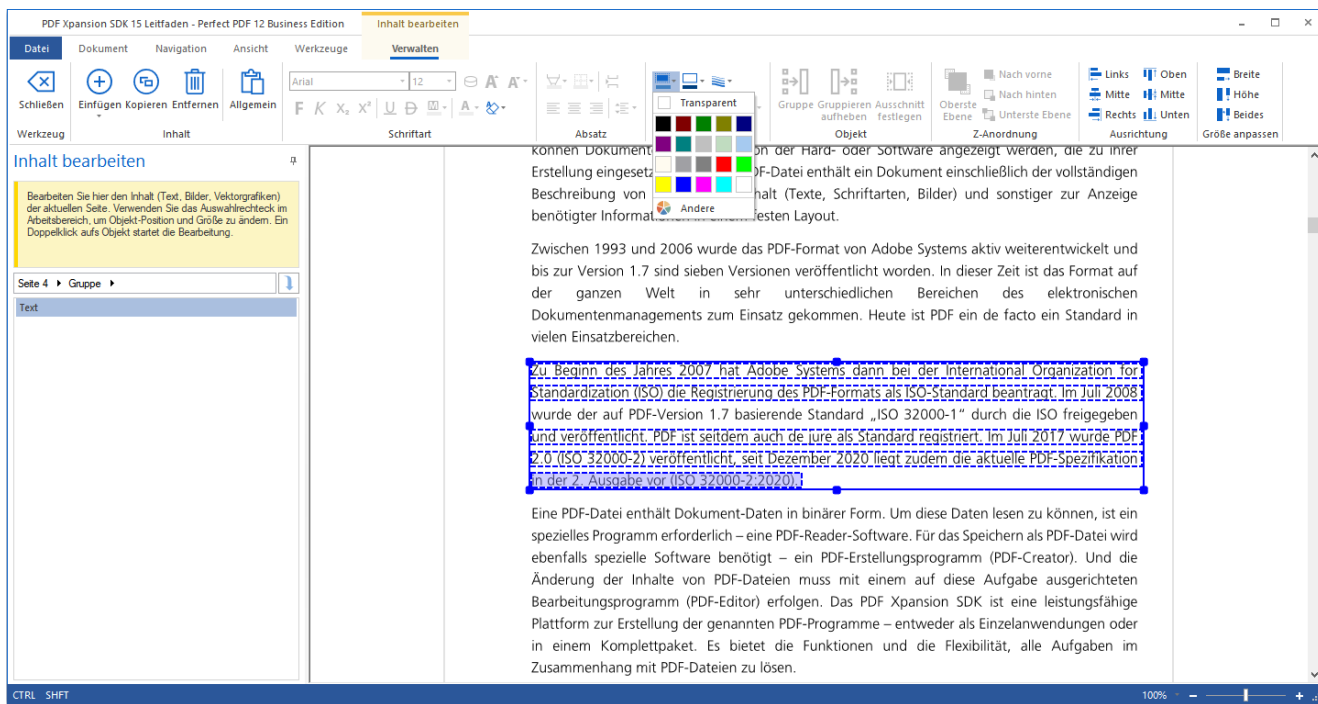 PDF Xpansion SDK 15 Leitfaden - Perfect PDF 12 Business Edition
Inhalt bearbeiten
Datei Dokument Navigation Ansicht Werkzeuge Verwalten
Schließen
Einfügen Kopieren Entfernen
Allgemein
Arial 12
F K X₂ X² U D A A
Gruppe Gruppieren aufheben Ausschnitt festlegen
Oberste Ebene
Nach vorne
Nach hinten
Unterste Ebene
Links Oben
Mitte Mitte
Rechts Unten
Breite
Höhe
Beides
Werkzeug Inhalt Schriftart Absatz Objekt Z-Anordnung Ausrichtung Größe anpassen
Transparent
Andere
Inhalt bearbeiten
Bearbeiten Sie hier den Inhalt (Text, Bilder, Vektorgrafiken)
der aktuellen Seite. Verwenden Sie das Auswahlrechteck im
Arbeitsbereich, um Objekt-Position und Größe zu ändern. Ein
Doppelklick aufs Objekt startet die Bearbeitung.
Seite 4 Gruppe
Text
können Dokument on der Hard- oder Software angezeigt werden, die zu ihrer
Erstellung eingesetz F-Datei enthält ein Dokument einschließlich der vollständigen
Beschreibung von halt (Texte, Schriftarten, Bilder) und sonstiger zur Anzeige
benötigter Informationen in einem festen Layout.
Zwischen 1993 und 2006 wurde das PDF-Format von Adobe Systems aktiv weiterentwickelt und
bis zur Version 1.7 sind sieben Versionen veröffentlicht worden. In dieser Zeit ist das Format auf
der ganzen Welt in sehr unterschiedlichen Bereichen des elektronischen
Dokumentenmanagements zum Einsatz gekommen. Heute ist PDF ein de facto ein Standard in
vielen Einsatzbereichen.
Zu Beginn des Jahres 2007 hat Adobe Systems dann bei der International Organization for
Standardization (ISO) die Registrierung des PDF-Formats als ISO-Standard beantragt. Im Juli 2008
wurde der auf PDF-Version 1.7 basierende Standard „ISO 32000-1“ durch die ISO freigegeben
und veröffentlicht. PDF ist seitdem auch de jure als Standard registriert. Im Juli 2017 wurde PDF
2.0 (ISO 32000-2) veröffentlicht, seit Dezember 2020 liegt zudem die aktuelle PDF-Spezifikation
in der 2. Ausgabe vor (ISO 32000-2:2020).
Eine PDF-Datei enthält Dokument-Daten in binärer Form. Um diese Daten lesen zu können, ist ein
spezielles Programm erforderlich – eine PDF-Reader-Software. Für das Speichern als PDF-Datei wird
ebenfalls spezielle Software benötigt – ein PDF-Erstellungsprogramm (PDF-Creator). Und die
Änderung der Inhalte von PDF-Dateien muss mit einem auf diese Aufgabe ausgerichteten
Bearbeitungsprogramm (PDF-Editor) erfolgen. Das PDF Xpansion SDK ist eine leistungsfähige
Plattform zur Erstellung der genannten PDF-Programme – entweder als Einzelanwendungen oder
in einem Komplettpaket. Es bietet die Funktionen und die Flexibilität, alle Aufgaben im
Zusammenhang mit PDF-Dateien zu lösen.
CTRL SHFT
100%